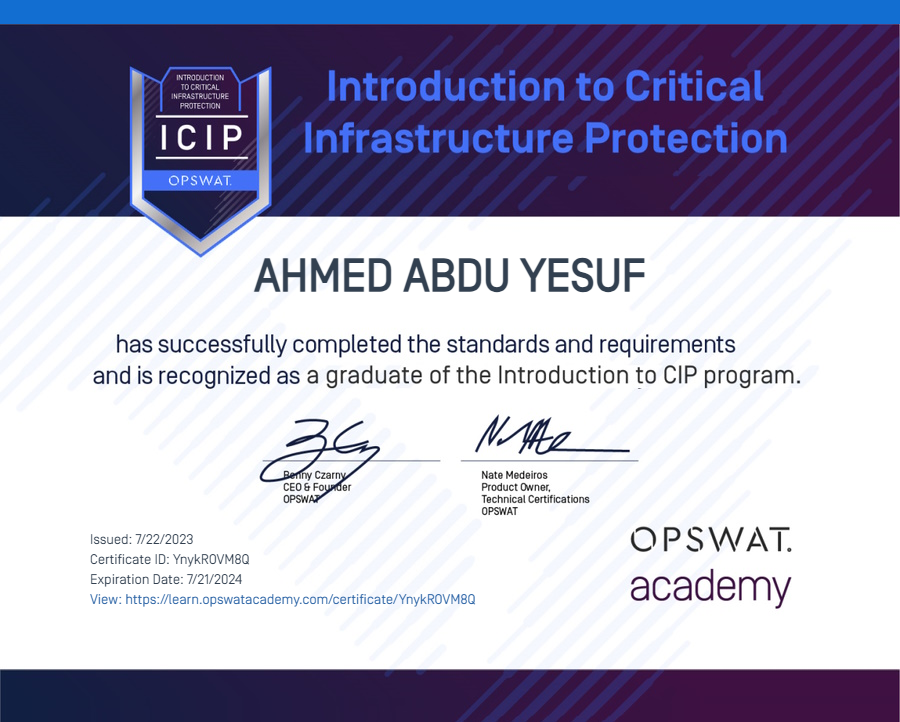 INTRODUCTION
TO CRITICAL
INFRASTRUCTURE
PROTECTION
ICIP
OPSWAT.
Introduction to Critical
Infrastructure Protection
AHMED ABDU YESUF
has successfully completed the standards and requirements
and is recognized as a graduate of the Introduction to CIP program.
Benny Czarny
CEO & Founder
OPSWAT
Nate Medeiros
Product Owner,
Technical Certifications
OPSWAT
Issued: 7/22/2023
Certificate ID: YnykR0VM8Q
Expiration Date: 7/21/2024
View: https://learn.opswatacademy.com/certificate/YnykR0VM8Q
OPSWAT.
academy